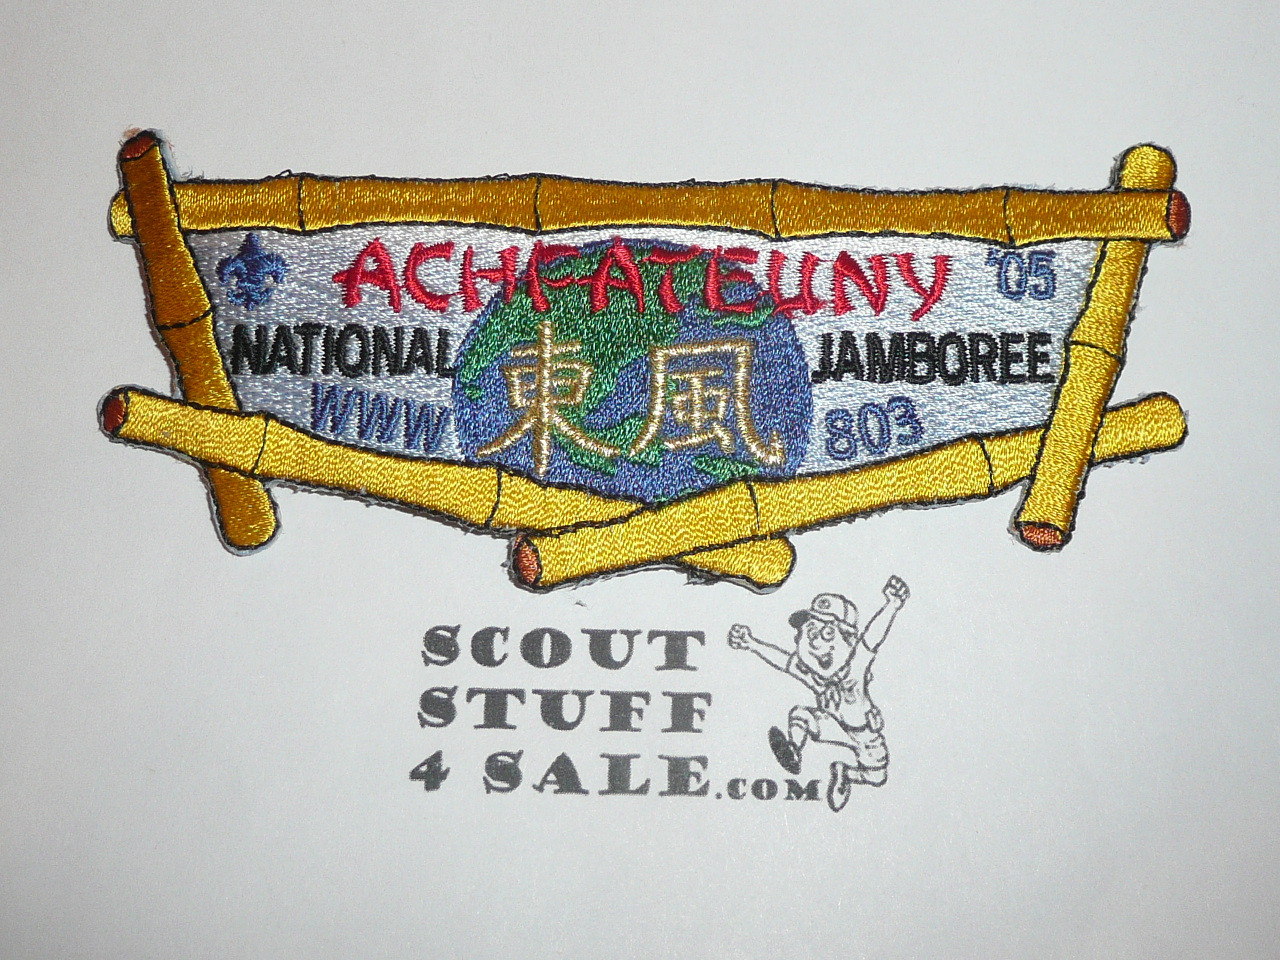 ACHPATEUNY '05
NATIONAL JAMBOREE
WWW 803
東風
SCOUT
STUFF
4 SALE.COM